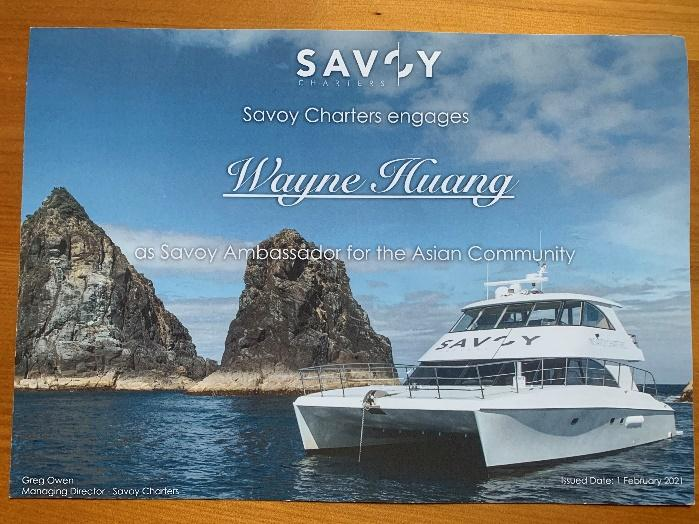 SAVOY
CHARTERS
Savoy Charters engages
Wayne Huang
as Savoy Ambassador for the Asian Community
SAVOY
Greg Owen
Managing Director - Savoy Charters
Issued Date: 1 February 2021